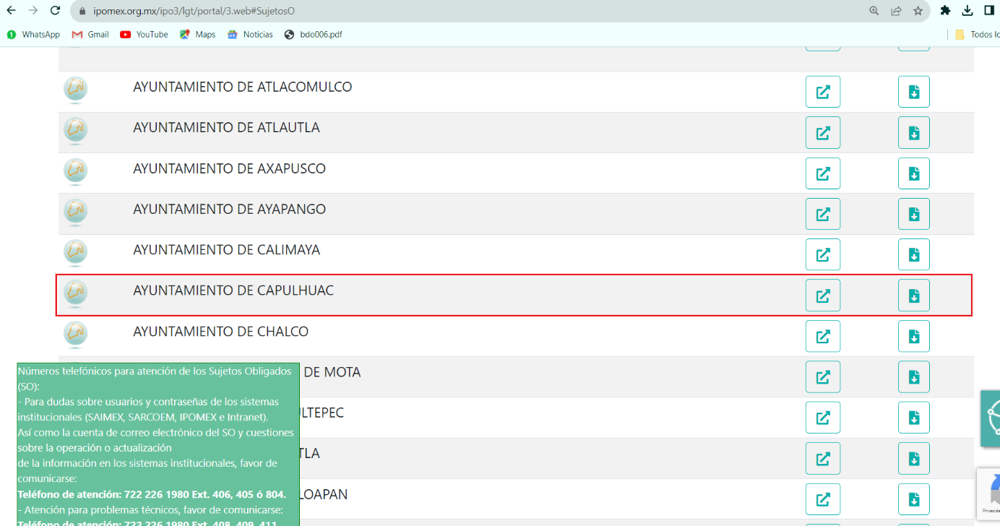 ipomex.org.mx/ipo3/lgt/portal/3.web#SujetosO
WhatsApp Gmail YouTube Maps Noticias bdo006.pdf Todos
AYUNTAMIENTO DE ATLACOMULCO
AYUNTAMIENTO DE ATLAUTLA
AYUNTAMIENTO DE AXAPUSCO
AYUNTAMIENTO DE AYAPANGO
AYUNTAMIENTO DE CALIMAYA
AYUNTAMIENTO DE CAPULHUAC
AYUNTAMIENTO DE CHALCO
DE MOTA
LTEPEC
TLA
LOAPAN
Números telefónicos para atención de los Sujetos Obligados
(SO):
- Para dudas sobre usuarios y contraseñas de los sistemas
institucionales (SAIMEX, SARCOEM, IPOMEX e Intranet).
Así como la cuenta de correo electrónico del SO y cuestiones
sobre la operación o actualización
de la información en los sistemas institucionales, favor de
comunicarse:
Teléfono de atención: 722 226 1980 Ext. 406, 405 ó 804.
- Atención para problemas técnicos, favor de comunicarse:
Teléfono de atención: 722 226 1980 Ext. 408, 409, 411